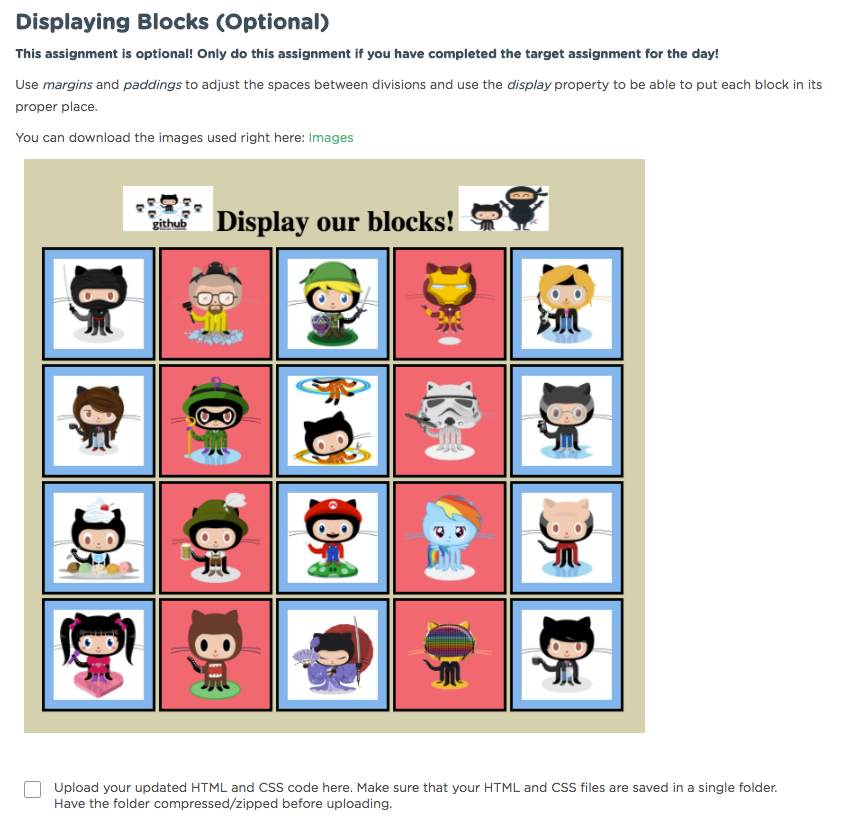 Displaying Blocks (Optional)
This assignment is optional! Only do this assignment if you have completed the target assignment for the day!
Use margins and paddings to adjust the spaces between divisions and use the display property to be able to put each block in its
proper place.
You can download the images used right here: Images
github
Display our blocks!
Upload your updated HTML and CSS code here. Make sure that your HTML and CSS files are saved in a single folder.
Have the folder compressed/zipped before uploading.